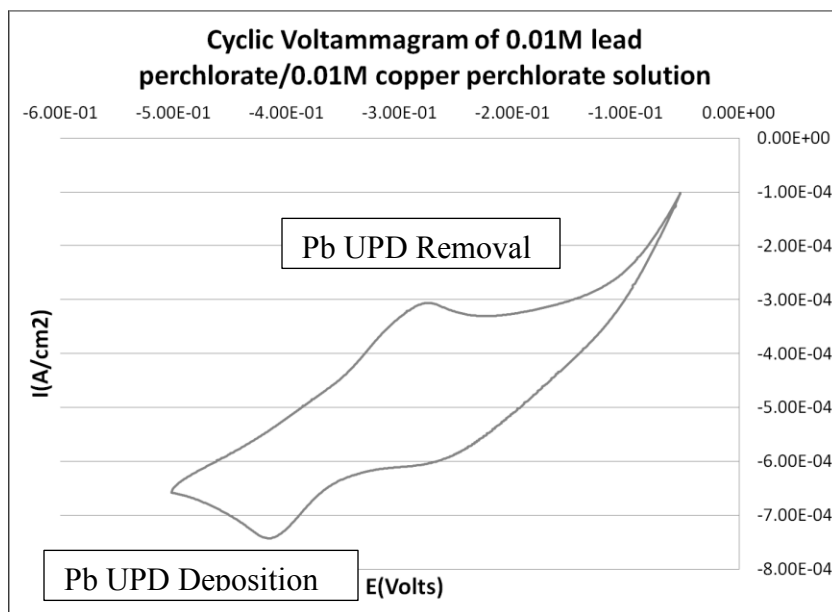 Cyclic Voltammagram of 0.01M lead
perchlorate/0.01M copper perchlorate solution
-6.00E-01 -5.00E-01 -4.00E-01 -3.00E-01 -2.00E-01 -1.00E-01 0.00E+00
0.00E+00
-1.00E-04
Pb UPD Removal
-2.00E-04
-3.00E-04
I(A/cm2)
-4.00E-04
-5.00E-04
-6.00E-04
-7.00E-04
-8.00E-04
Pb UPD Deposition
E(Volts)